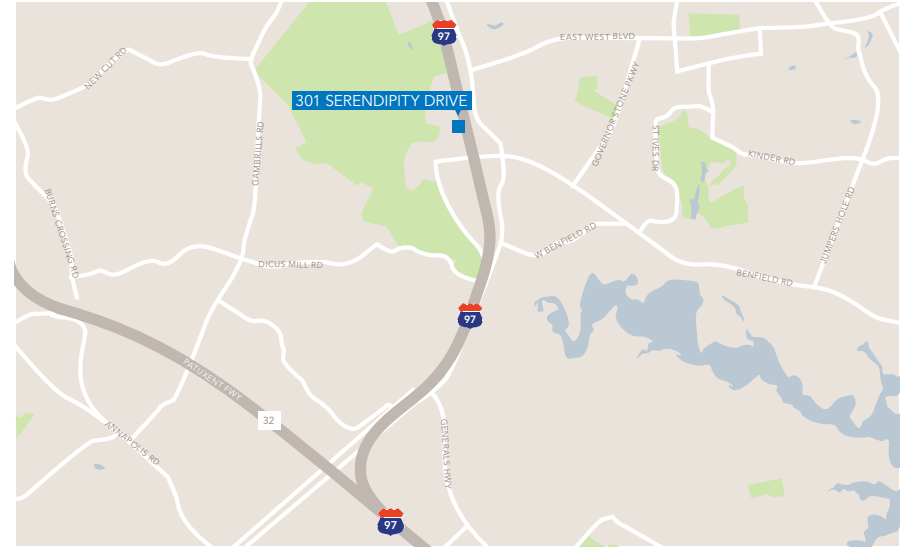 97
EAST WEST BLVD
NEW CUT RD
301 SERENDIPITY DRIVE
GOVERNOR STONE PKWY
GAMBRILLS RD
ST IVES DR
KINDER RD
BURNS CROSSING RD
JUMPERS HOLE RD
W BENFIELD RD
DICUS MILL RD
BENFIELD RD
97
PATUXENT FWY
32
ANNAPOLIS RD
GENERALS HWY
97